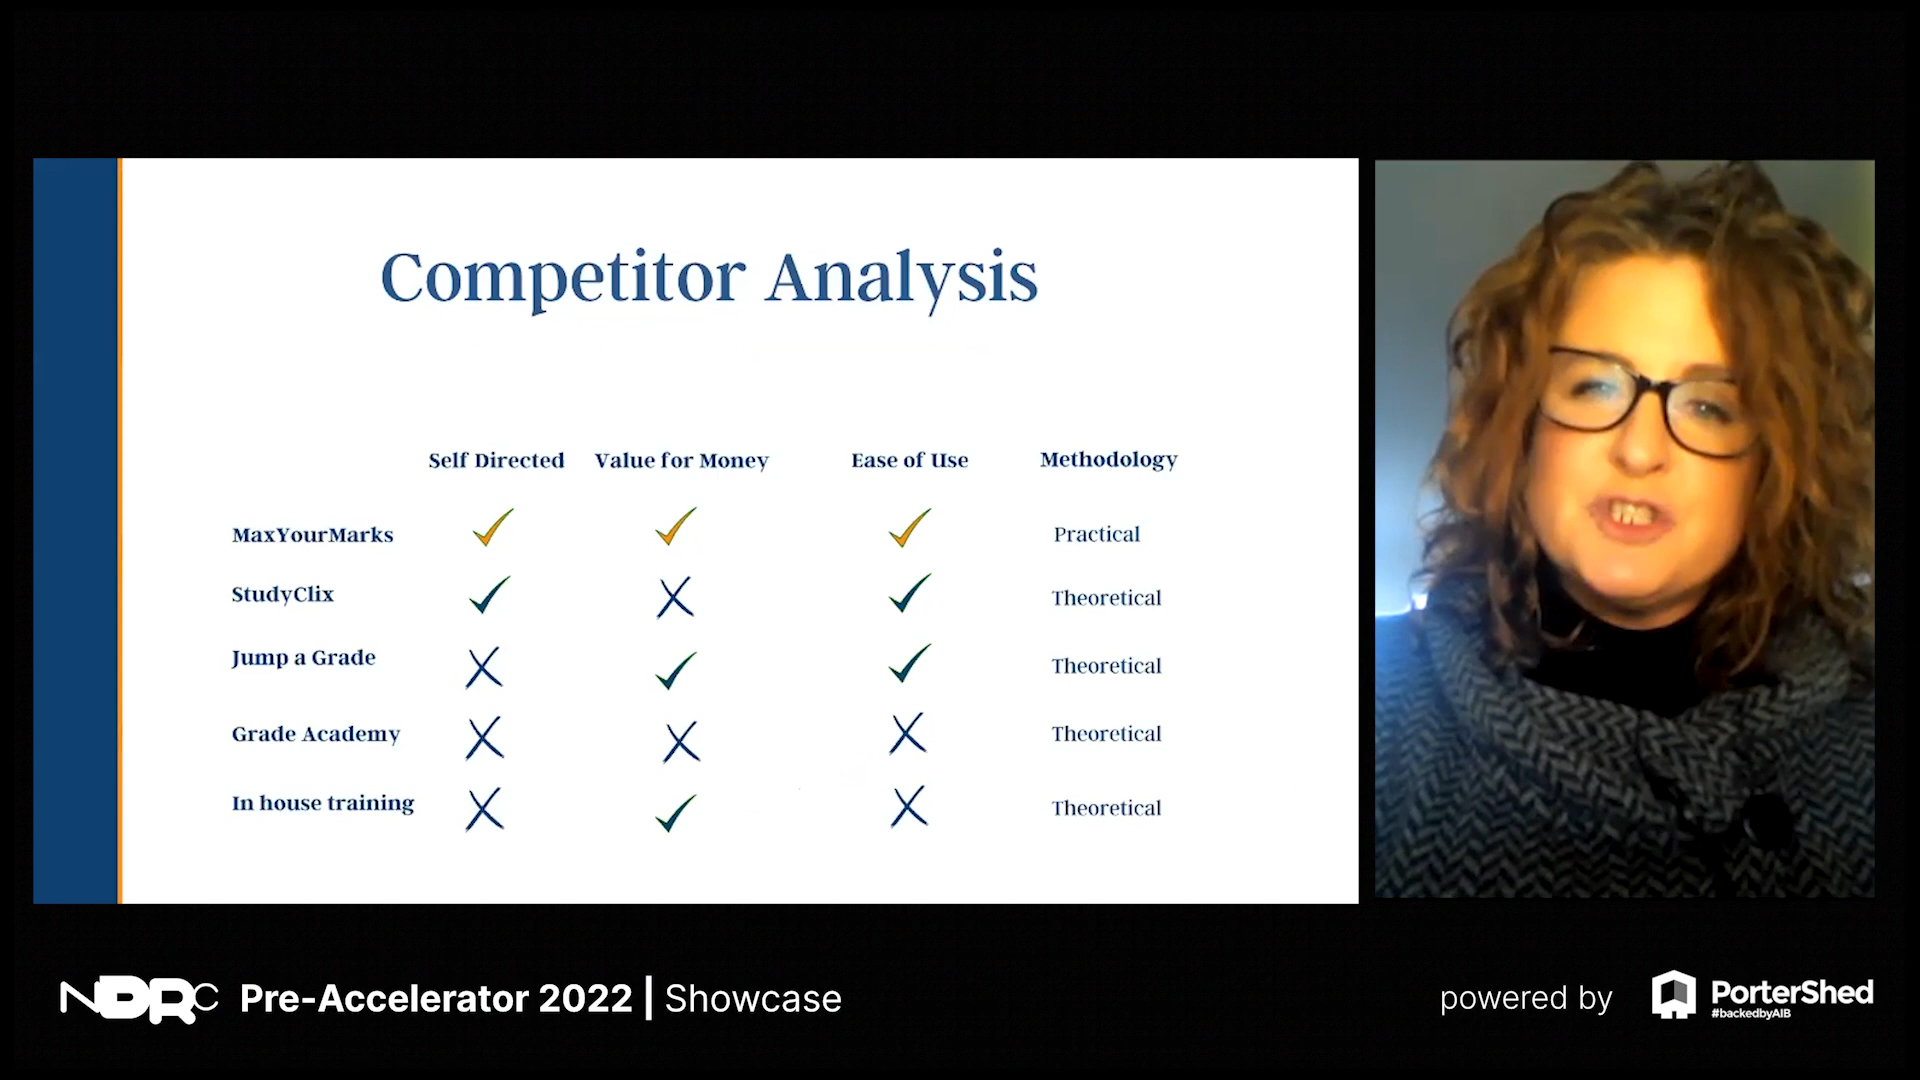 Competitor Analysis
Self Directed Value for Money Ease of Use Methodology
MaxYourMarks Practical
StudyClix Theoretical
Jump a Grade Theoretical
Grade Academy Theoretical
In house training Theoretical
NDRC Pre-Accelerator 2022 | Showcase
powered by PorterShed
#backedbyAIB